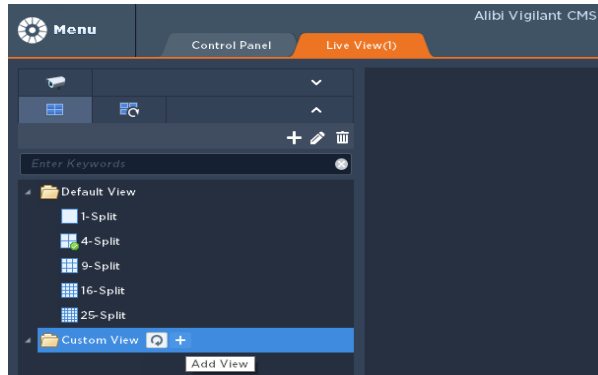 Alibi Vigilant CMS
Menu
Control Panel
Live View(1)
Enter Keywords
Default View
1-Split
4-Split
9-Split
16-Split
25-Split
Custom View
Add View